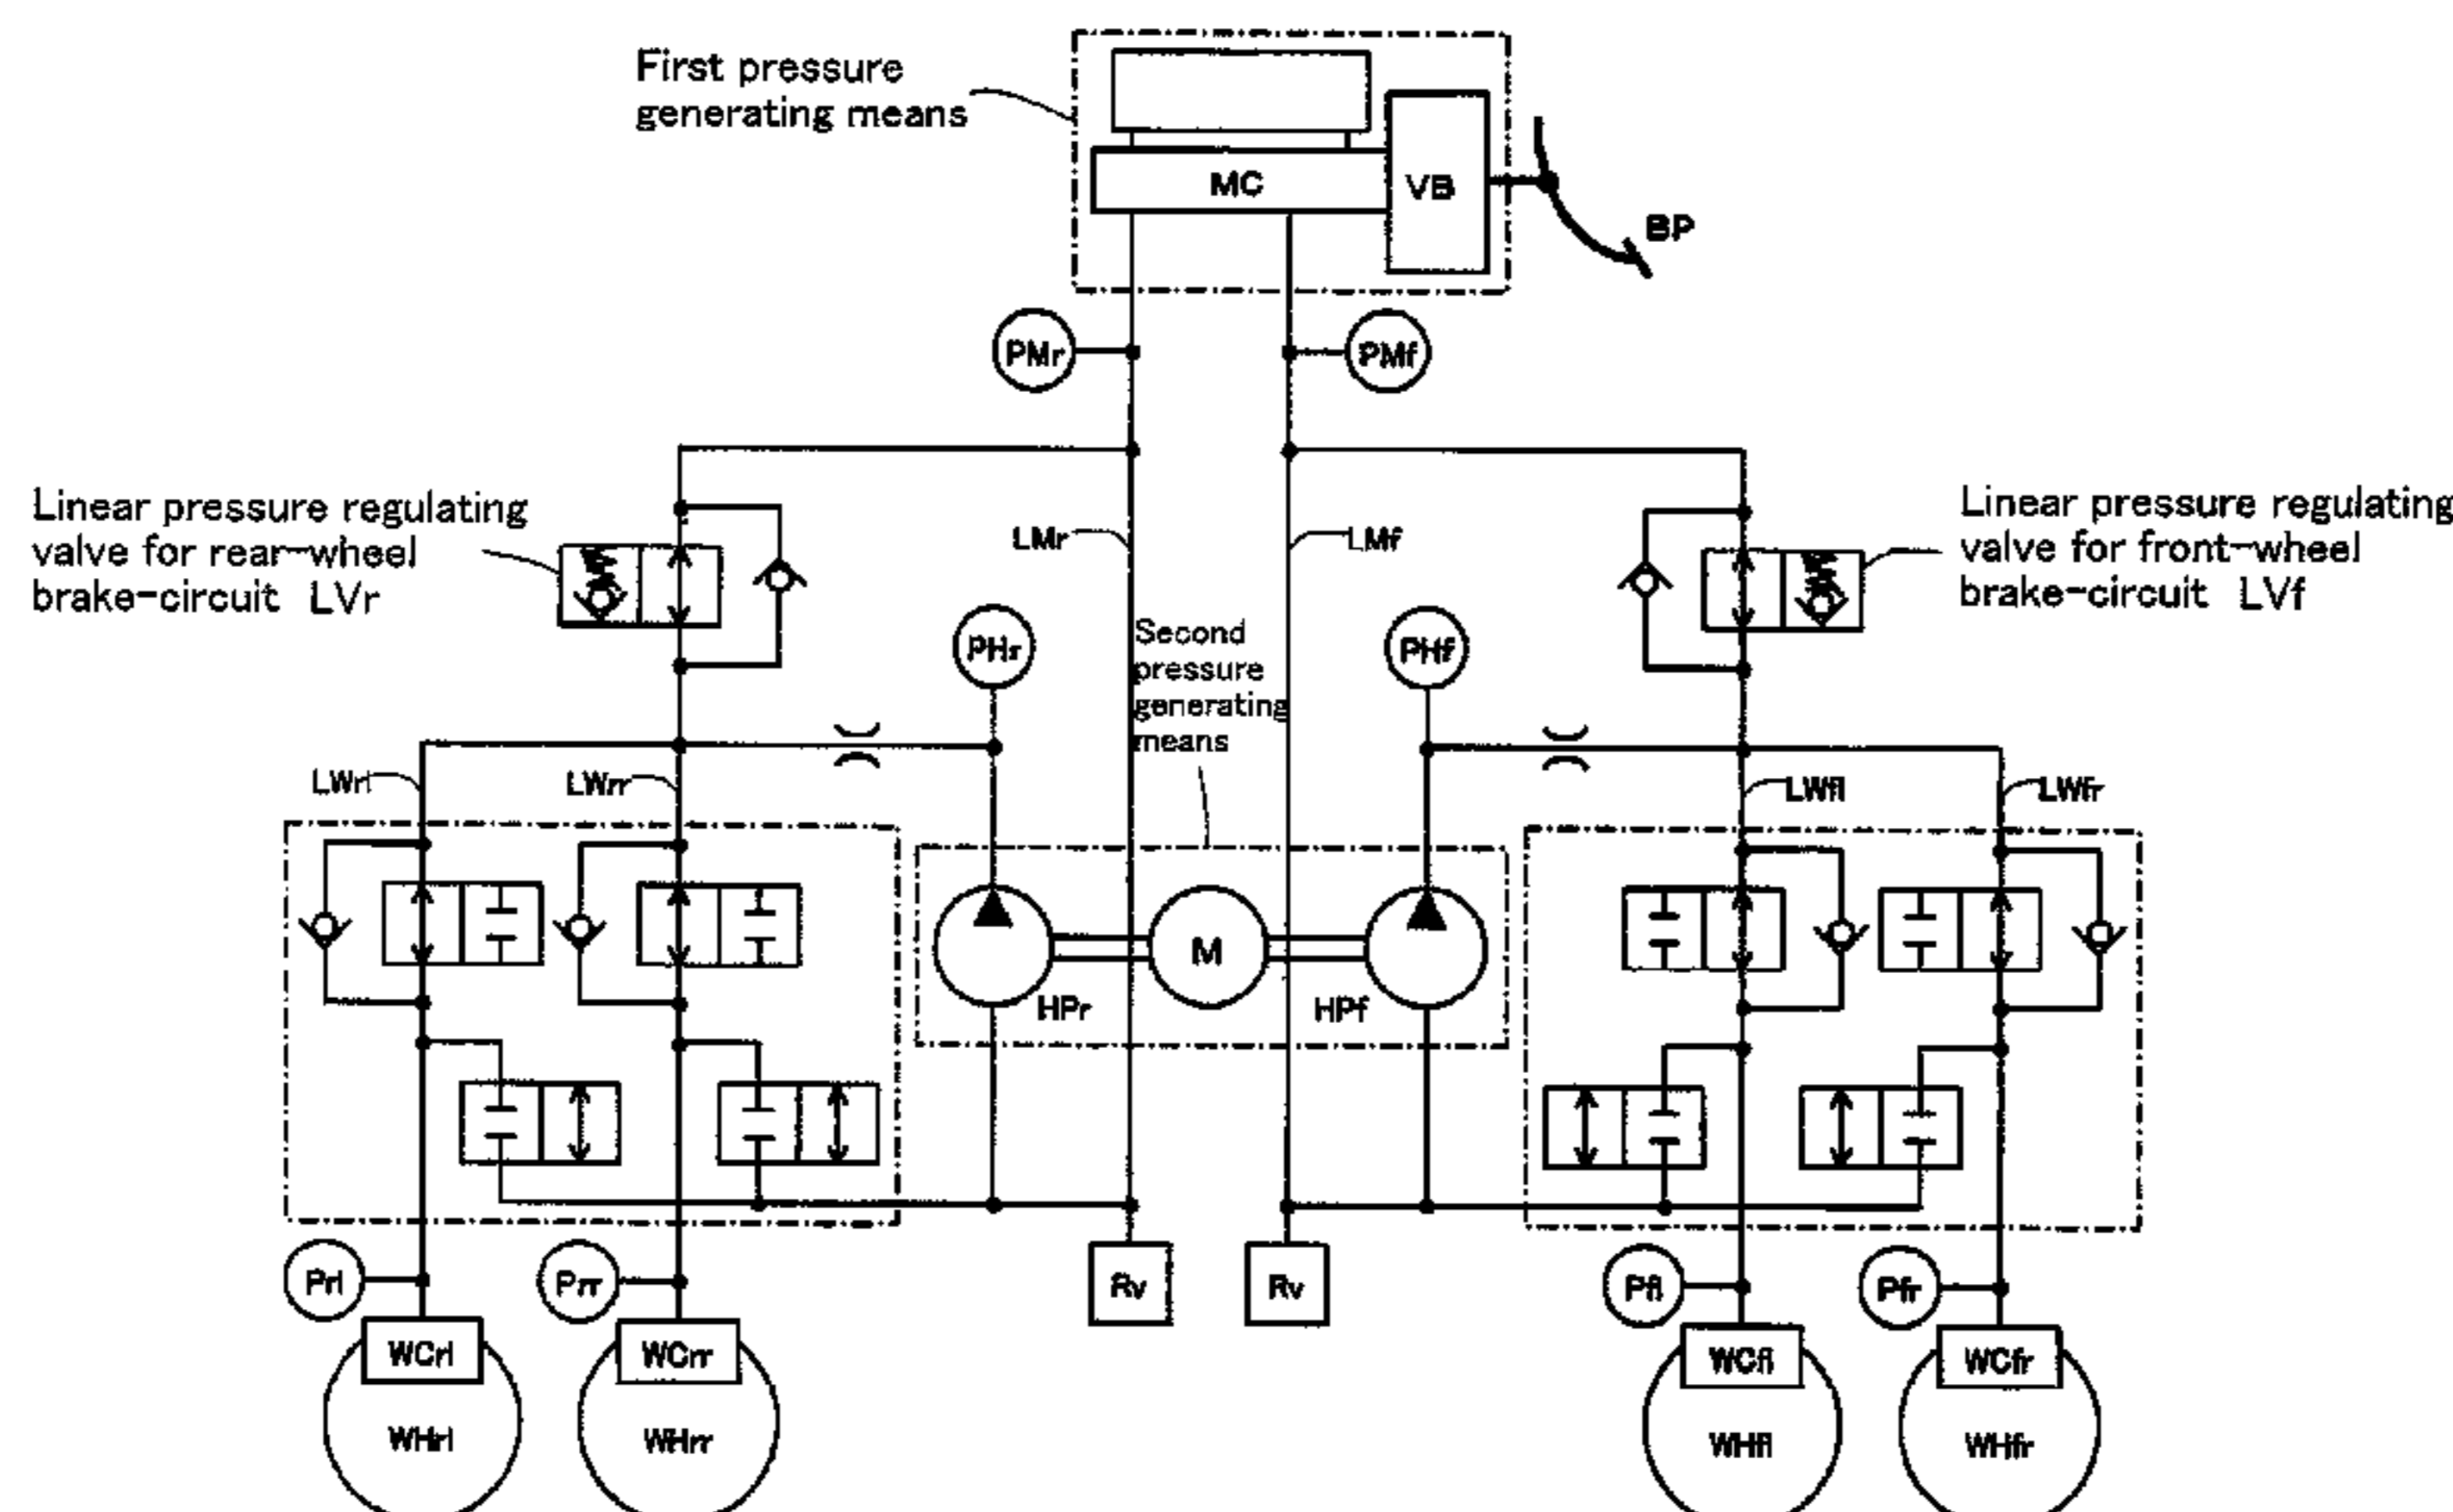 First pressure
generating means
MC
VB
BP
PMr
PMf
Linear pressure regulating
valve for rear-wheel
brake-circuit LVr
LMr
LMf
Linear pressure regulating
valve for front-wheel
brake-circuit LVf
PHr
Second
pressure
generating
means
PHf
LWrl
LWrr
LWfl
LWfr
M
HPr
HPf
Prl
Prr
Rv
Rv
Pfl
Pfr
WCrl
WCrr
WCfl
WCfr
WHrl
WHrr
WHfl
WHfr